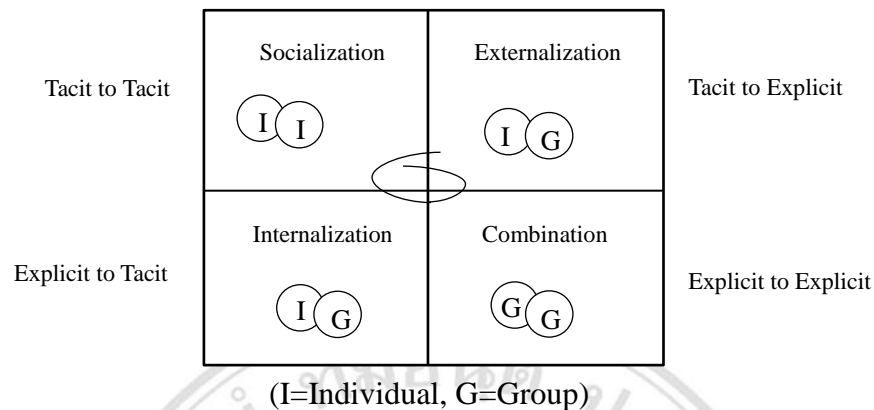 Socialization
Externalization
Tacit to Tacit
Tacit to Explicit
I I
I G
Internalization
Combination
Explicit to Tacit
Explicit to Explicit
I G
G G
(I=Individual, G=Group)